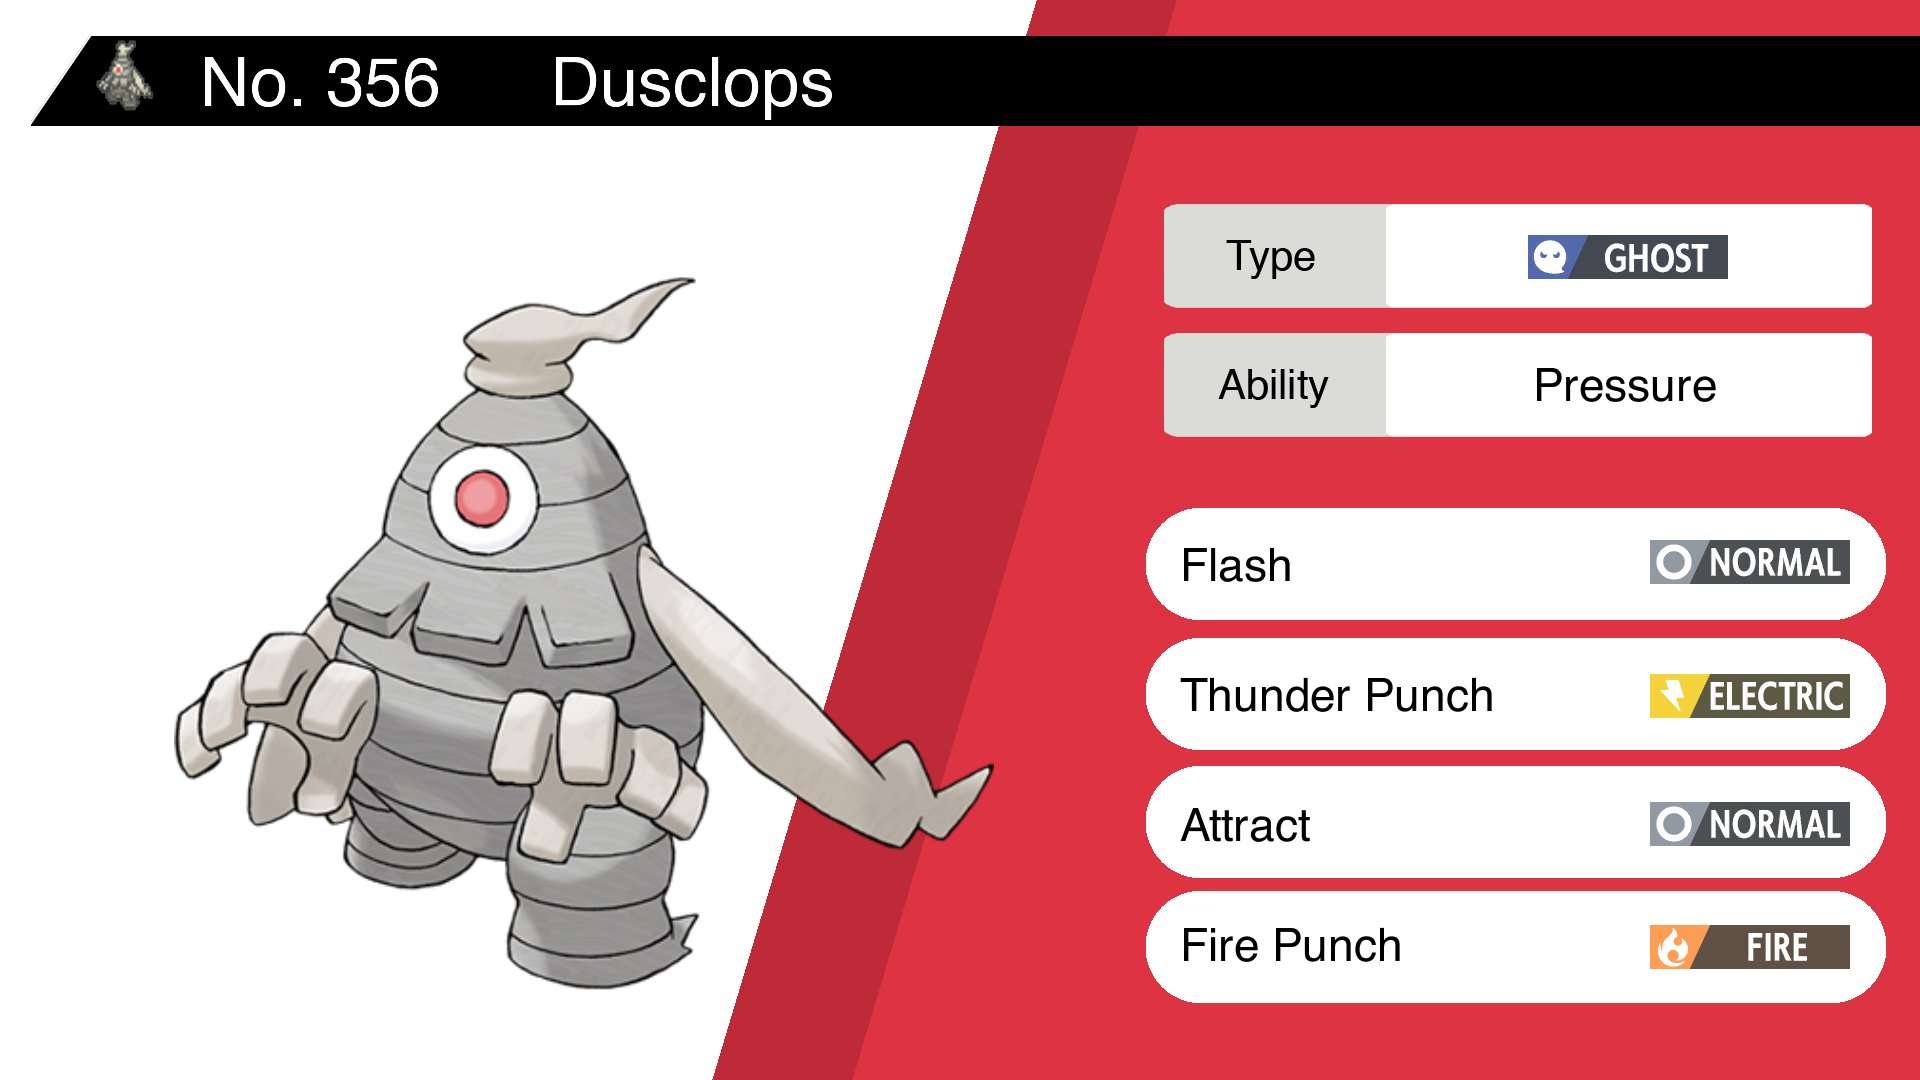 No. 356 Dusclops
Type GHOST
Ability Pressure
Flash NORMAL
Thunder Punch ELECTRIC
Attract NORMAL
Fire Punch FIRE